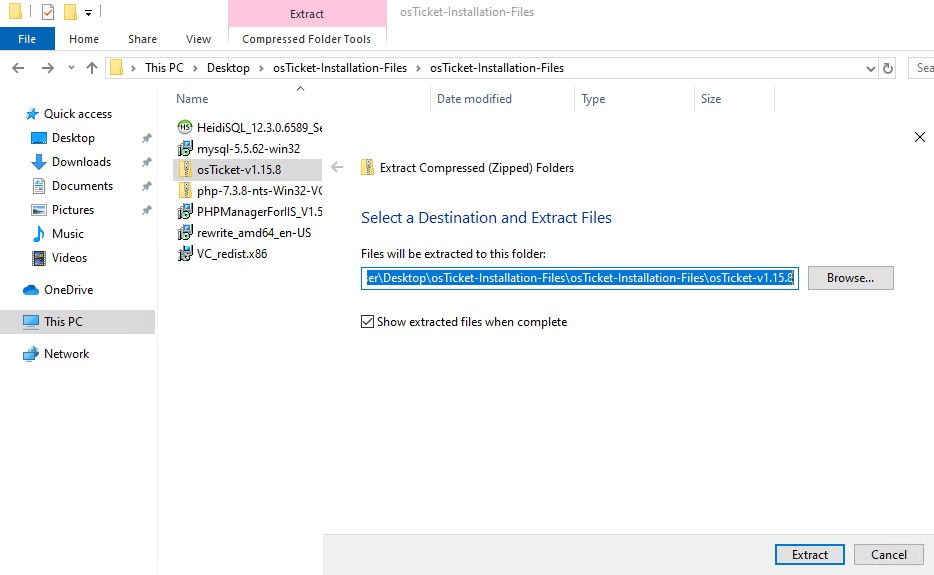 Extract
osTicket-Installation-Files
File
Home
Share
View
Compressed Folder Tools
This PC
Desktop
osTicket-Installation-Files
osTicket-Installation-Files
Sea
Name
Date modified
Type
Size
Quick access
Desktop
Downloads
Documents
Pictures
Music
Videos
OneDrive
This PC
Network
HS
HeidiSQL_12.3.0.6589_Se
mysql-5.5.62-win32
osTicket-v1.15.8
php-7.3.8-nts-Win32-VC
PHPManagerForIIS_V1.5
rewrite_amd64_en-US
VC_redist.x86
Extract Compressed (Zipped) Folders
Select a Destination and Extract Files
Files will be extracted to this folder:
er\Desktop\osTicket-Installation-Files\osTicket-Installation-Files\osTicket-v1.15.8
Browse...
Show extracted files when complete
Extract
Cancel